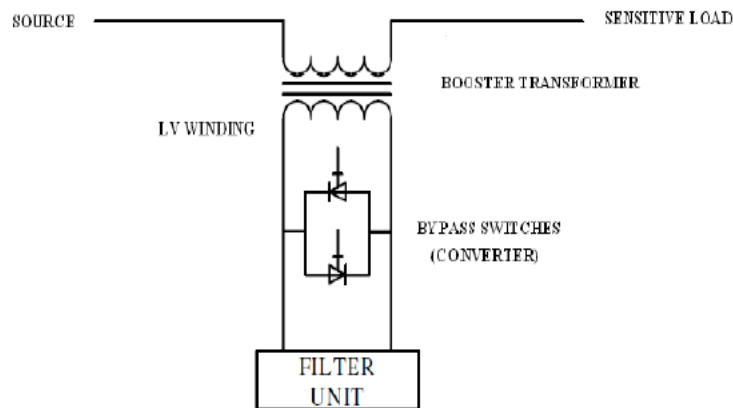 SOURCE
SENSITIVE LOAD
BOOSTER TRANSFORMER
LV WINDING
BYPASS SWITCHES
(CONVERTER)
FILTER
UNIT